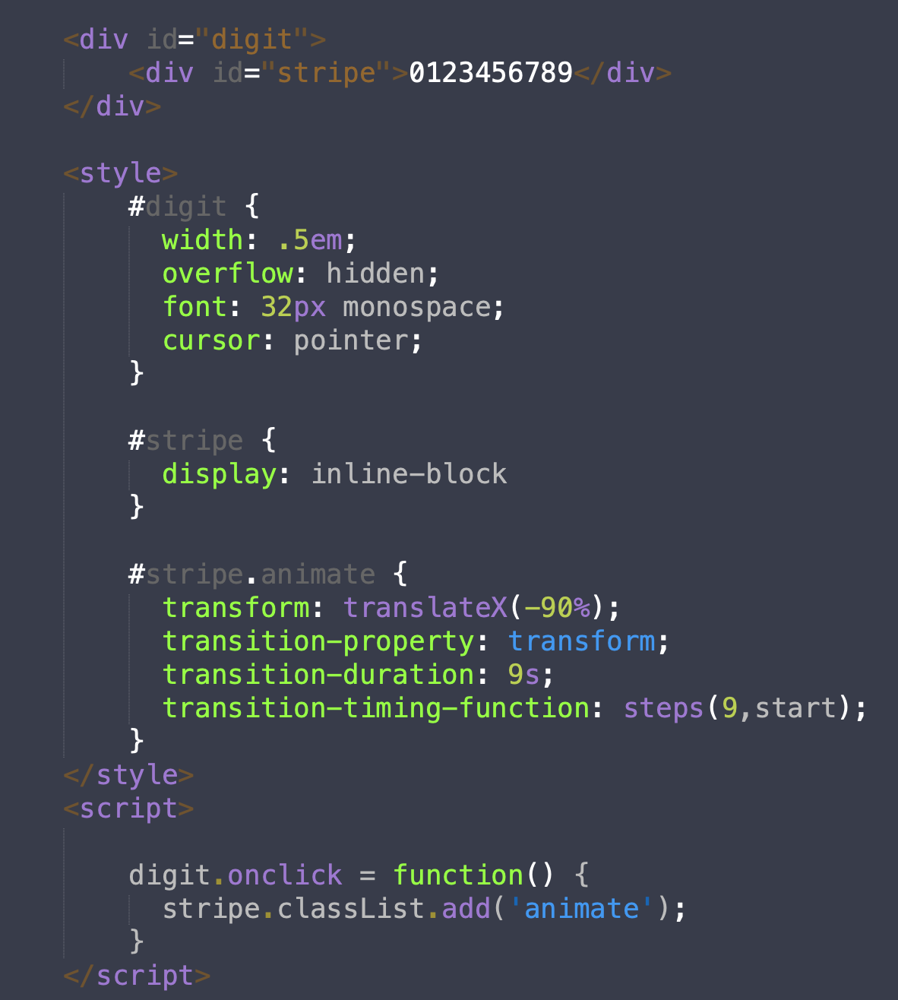 <div id="digit">
    <div id="stripe">0123456789</div>
</div>

<style>
    #digit {
      width: .5em;
      overflow: hidden;
      font: 32px monospace;
      cursor: pointer;
    }

    #stripe {
      display: inline-block
    }

    #stripe.animate {
      transform: translateX(-90%);
      transition-property: transform;
      transition-duration: 9s;
      transition-timing-function: steps(9,start);
    }
</style>
<script>

    digit.onclick = function() {
      stripe.classList.add('animate');
    }
</script>